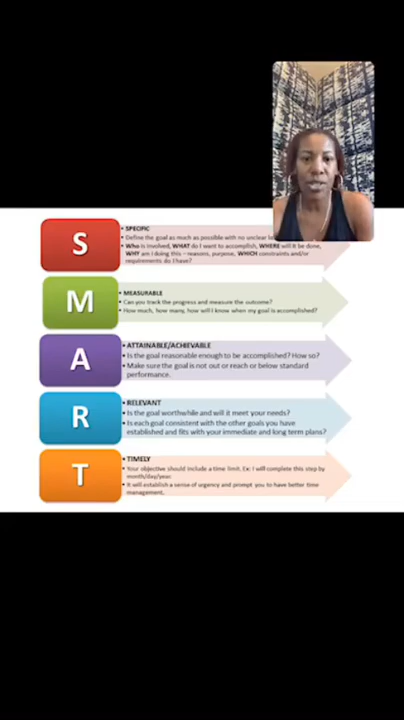 S
• SPECIFIC
• Define the goal as much as possible with no unclear
• Who is involved, WHAT do I want to accomplish, WHERE will it be done,
WHY am I doing this – reasons, purpose, WHICH constraints and/or
requirements do I have?
M
• MEASURABLE
• Can you track the progress and measure the outcome?
• How much, how many, how will I know when my goal is accomplished?
A
• ATTAINABLE/ACHIEVABLE
• Is the goal reasonable enough to be accomplished? How so?
• Make sure the goal is not out or reach or below standard
performance.
R
• RELEVANT
• Is the goal worthwhile and will it meet your needs?
• Is each goal consistent with the other goals you have
established and fits with your immediate and long term plans?
T
• TIMELY
• Your objective should include a time limit. Ex: I will complete this step by
month/day/year.
• It will establish a sense of urgency and prompt you to have better time
management.